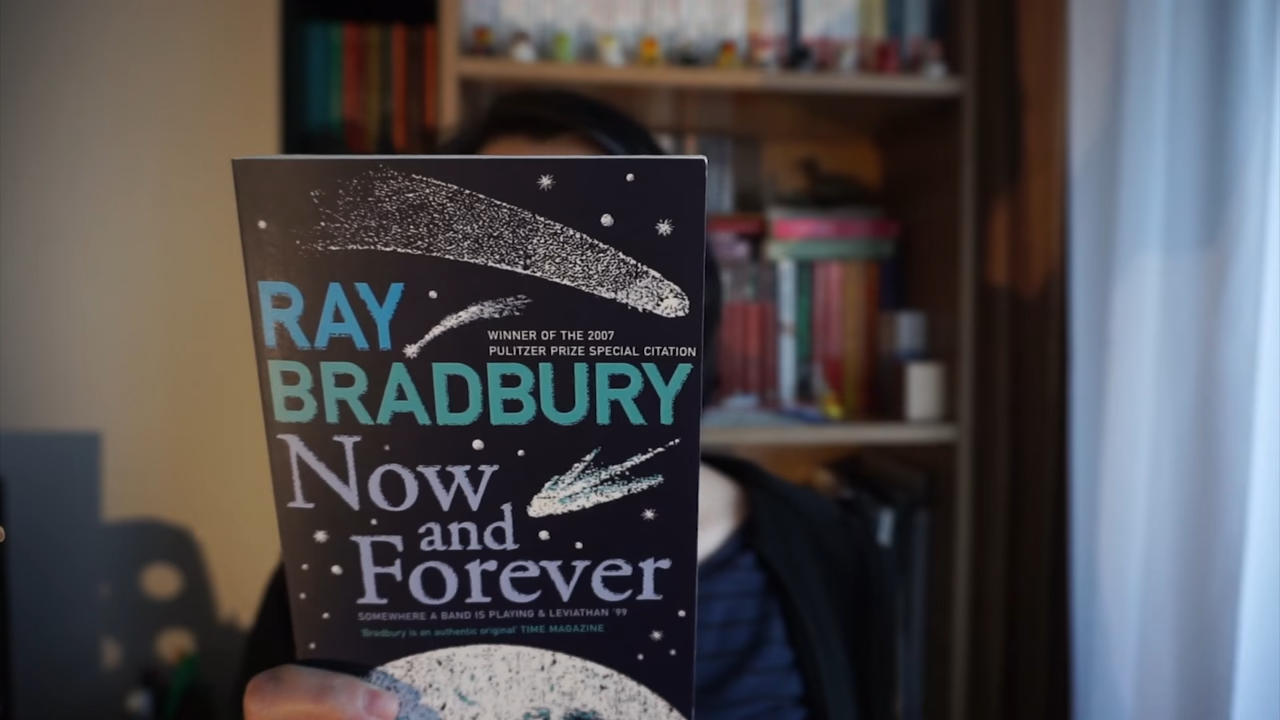 RAY
WINNER OF THE 2007
PULITZER PRIZE SPECIAL CITATION
BRADBURY
Now
and
Forever
SOMEWHERE A BAND IS PLAYING & LEVIATHAN '99
'Bradbury is an authentic original' TIME MAGAZINE